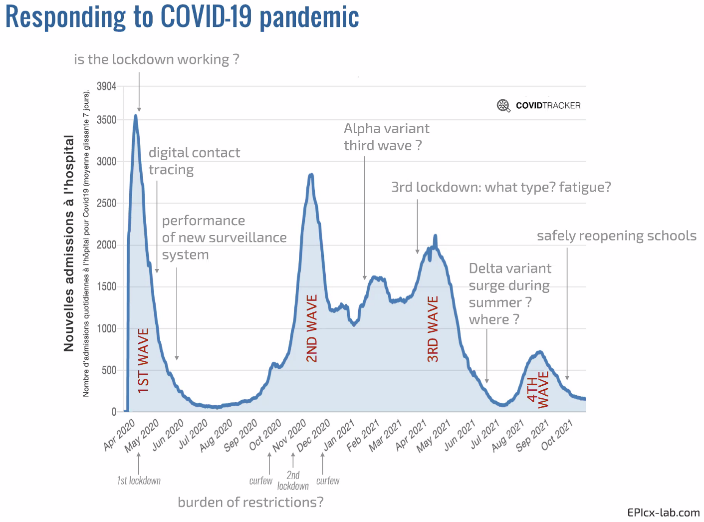 Responding to COVID-19 pandemic
is the lockdown working ?
3904
3500
3000
2500
2000
1500
1000
500
0
Nouvelles admissions à l'hospital
Nombre d'admissions quotidiennes à l'hôpital pour Covid19 (moyenne glissante 7 jours).
COVIDTRACKER
digital contact
tracing
performance
of new surveillance
system
Alpha variant
third wave ?
3rd lockdown: what type? fatigue?
safely reopening schools
Delta variant
surge during
summer ?
where ?
1ST WAVE
2ND WAVE
3RD WAVE
4TH
WAVE
Apr 2020
May 2020
Jun 2020
Jul 2020
Aug 2020
Sep 2020
Oct 2020
Nov 2020
Dec 2020
Jan 2021
Feb 2021
Mar 2021
Apr 2021
May 2021
Jun 2021
Jul 2021
Aug 2021
Sep 2021
Oct 2021
1st lockdown
curfew
2nd
lockdown
curfew
burden of restrictions?
EPIcx-lab.com